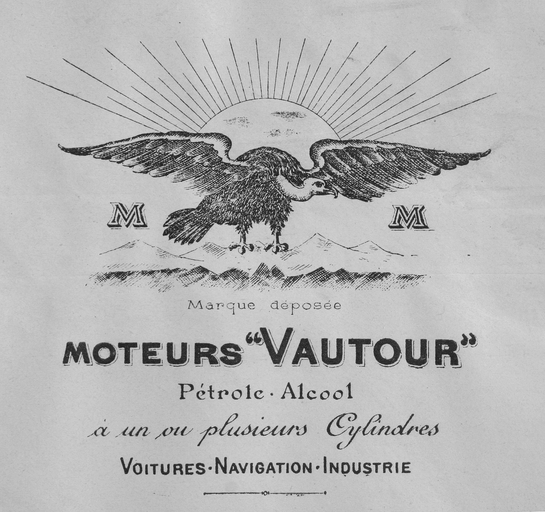 M M
Marque déposée
MOTEURS "VAUTOUR"
Pétrole · Alcool
à un ou plusieurs Cylindres
VOITURES · NAVIGATION · INDUSTRIE